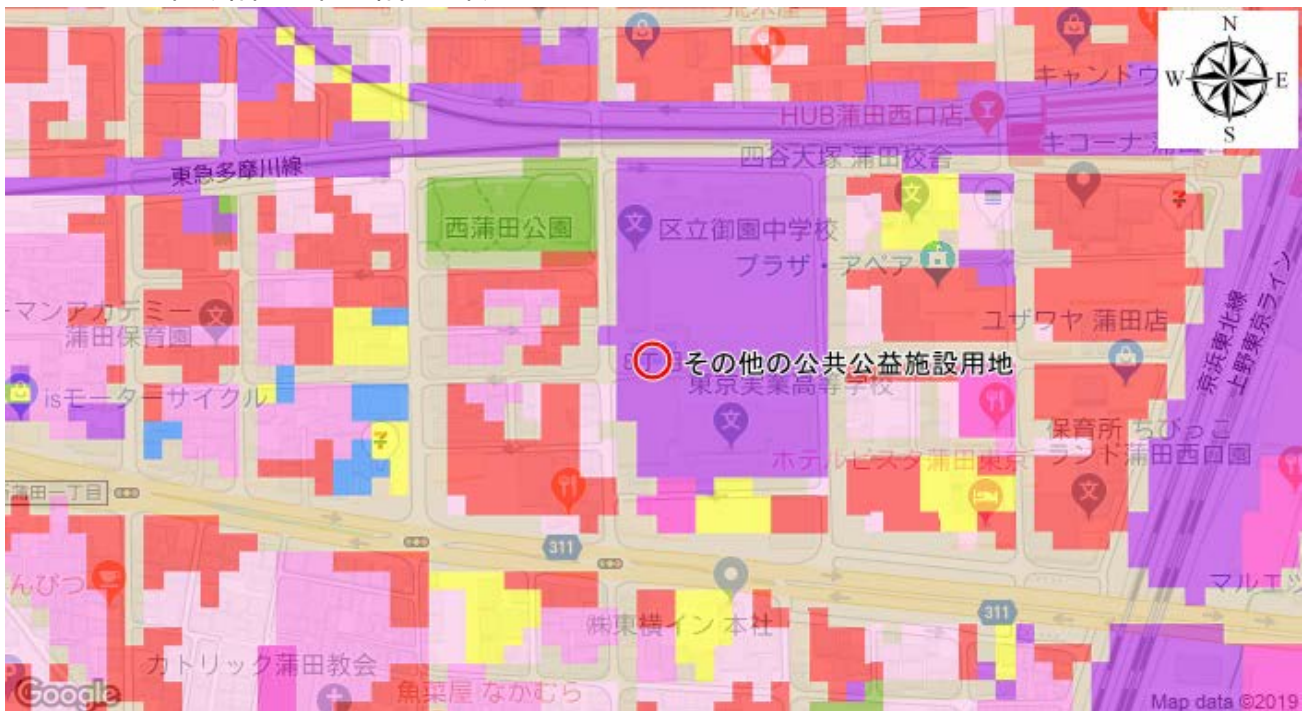 N
W
E
S
キャンドゥ
HUB蒲田西口店
四谷大塚 蒲田校舎
キコーナ 蒲田
東急多摩川線
西蒲田公園
区立御園中学校
プラザ・アペア
京浜東北線
上野東京ライン
ーマンアカデミー
蒲田保育園
ユザワヤ 蒲田店
その他の公共公益施設用地
isモーターサイクル
東京実業高等学校
保育所 ちびっこ
ランド蒲田西口園
ホテルビスタ蒲田東京
蒲田一丁目
311
311
マルエツ
んぴつ
㈱東横イン 本社
カトリック蒲田教会
魚菜屋 なかむら
Google
Map data ©2019